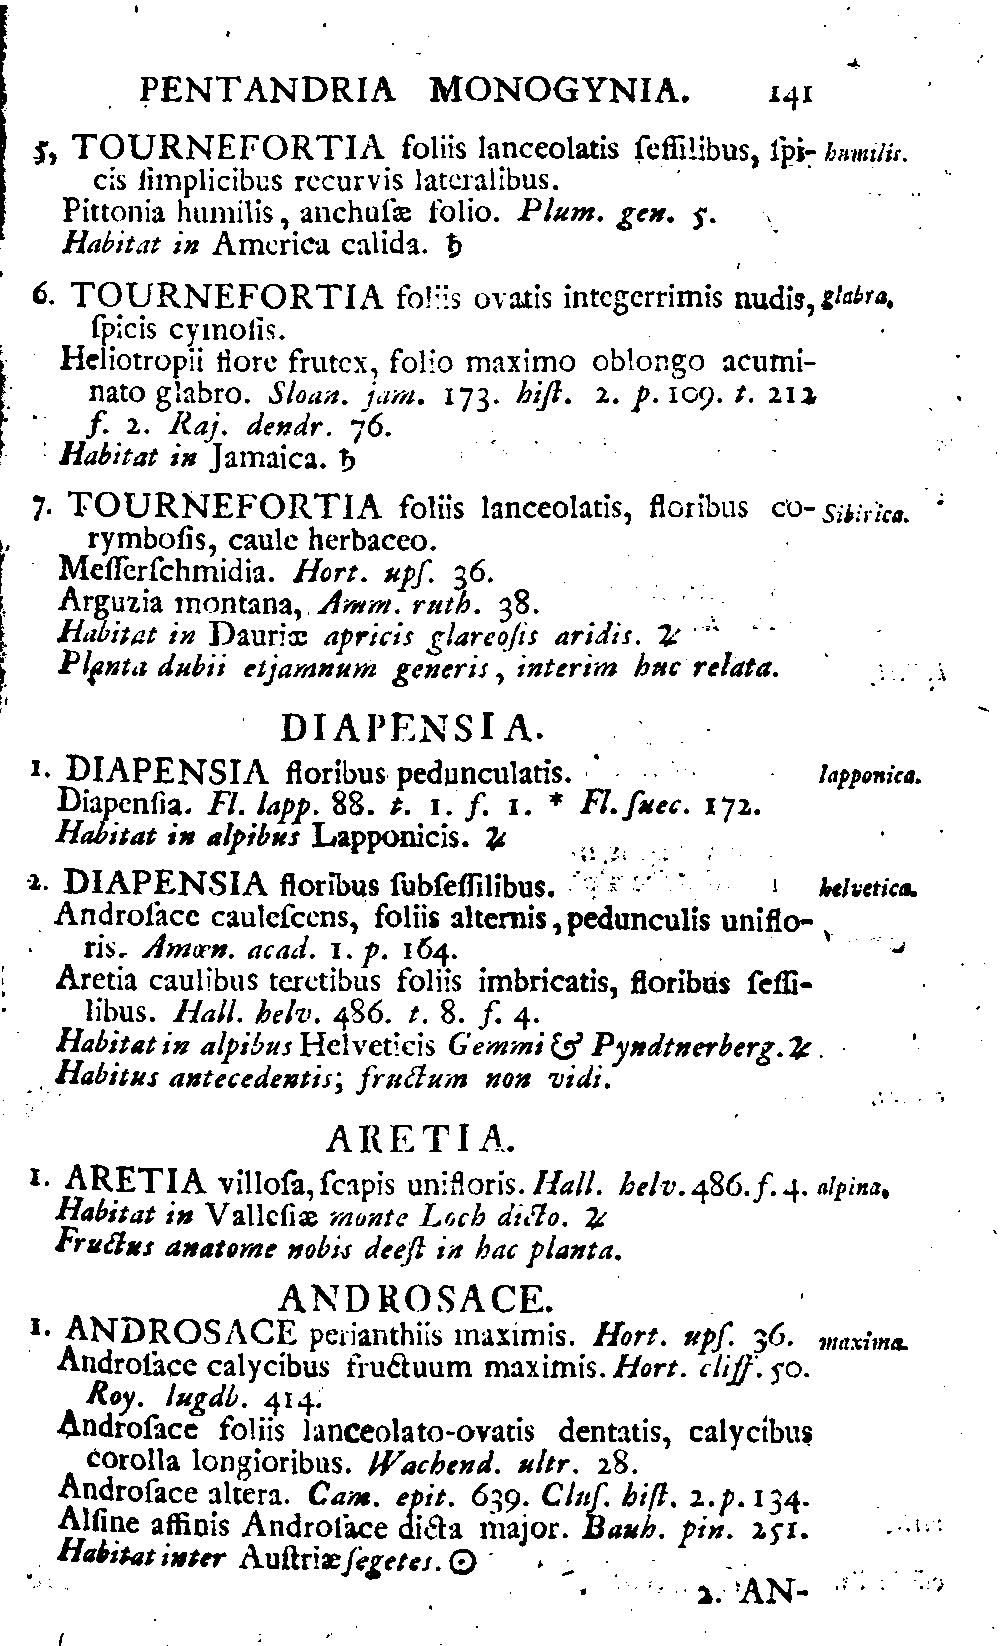 PENTANDRIA MONOGYNIA. 141
5, TOURNEFORTIA foliis lanceolatis ſeſſilibus, ſpi- humilis.
cis ſimplicibus recurvis lateralibus.
Pittonia humilis, anchuſæ folio. Plum. gen. 5.
Habitat in America calida. ♄
6. TOURNEFORTIA foliis ovatis integerrimis nudis, glabra.
ſpicis cymoſis.
Heliotropii flore frutex, folio maximo oblongo acumi-
nato glabro. Sloan. jam. 173. hiſt. 2. p. 109. t. 212
f. 2. Raj. dendr. 76.
Habitat in Jamaica. ♄
7. TOURNEFORTIA foliis lanceolatis, floribus co- Sibirica.
rymboſis, caule herbaceo.
Meſſerſchmidia. Hort. upſ. 36.
Arguzia montana, Amm. ruth. 38.
Habitat in Dauriæ apricis glareoſis aridis. ♃
Planta dubii etjamnum generis, interim huc relata.
DIAPENSIA.
1. DIAPENSIA floribus pedunculatis. lapponica.
Diapenſia. Fl. lapp. 88. t. 1. f. 1. * Fl. ſuec. 172.
Habitat in alpibus Lapponicis. ♃
2. DIAPENSIA floribus ſubſeſſilibus. helvetica.
Androſace cauleſcens, foliis alternis, pedunculis uniflo-
ris. Amœn. acad. 1. p. 164.
Aretia caulibus teretibus foliis imbricatis, floribus ſeſſi-
libus. Hall. helv. 486. t. 8. f. 4.
Habitat in alpibus Helveticis Gemmi & Pyndtnerberg. ♃
Habitus antecedentis; fructum non vidi.
ARETIA.
1. ARETIA villoſa, ſcapis unifloris. Hall. helv. 486. f. 4. alpina.
Habitat in Valleſiæ monte Loch dicto. ♃
Fructus anatome nobis deeſt in hac planta.
ANDROSACE.
1. ANDROSACE perianthiis maximis. Hort. upſ. 36. maxima.
Androſace calycibus fructuum maximis. Hort. cliff. 50.
Roy. lugdb. 414.
Androſace foliis lanceolato-ovatis dentatis, calycibus
corolla longioribus. Wachend. ultr. 28.
Androſace altera. Cam. epit. 639. Cluſ. hiſt. 2. p. 134.
Alſine affinis Androſace dicta major. Bauh. pin. 251.
Habitat inter Auſtriæ ſegetes. ☉
2. AN-